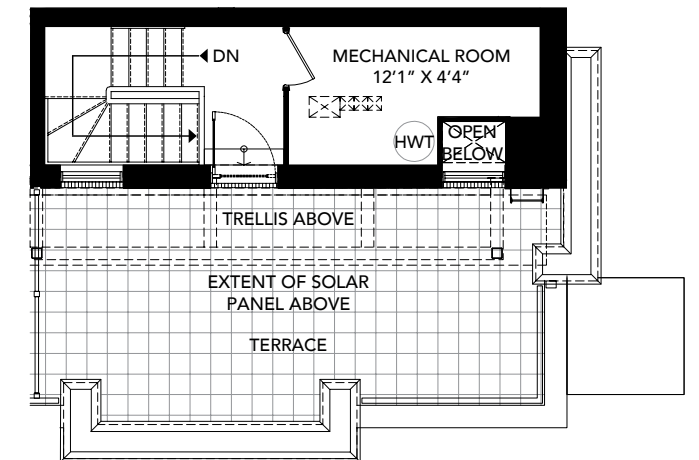 DN
MECHANICAL ROOM
12'1" X 4'4"
HWT
OPEN
BELOW
TRELLIS ABOVE
EXTENT OF SOLAR
PANEL ABOVE
TERRACE